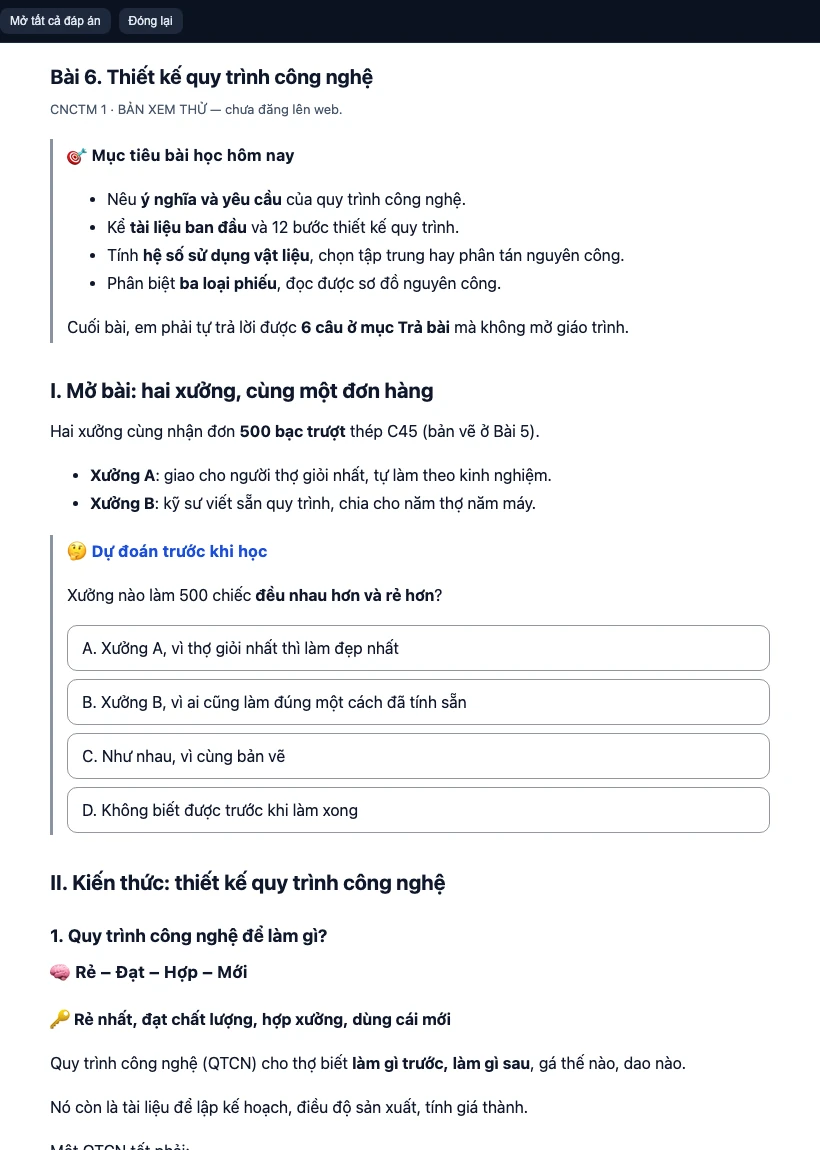 Mở tất cả đáp án
Đóng lại
Bài 6. Thiết kế quy trình công nghệ
CNCTM 1 · BẢN XEM THỬ — chưa đăng lên web.
🎯 Mục tiêu bài học hôm nay
• Nêu ý nghĩa và yêu cầu của quy trình công nghệ.
• Kể tài liệu ban đầu và 12 bước thiết kế quy trình.
• Tính hệ số sử dụng vật liệu, chọn tập trung hay phân tán nguyên công.
• Phân biệt ba loại phiếu, đọc được sơ đồ nguyên công.
Cuối bài, em phải tự trả lời được 6 câu ở mục Trả bài mà không mở giáo trình.
I. Mở bài: hai xưởng, cùng một đơn hàng
Hai xưởng cùng nhận đơn 500 bạc trượt thép C45 (bản vẽ ở Bài 5).
• Xưởng A: giao cho người thợ giỏi nhất, tự làm theo kinh nghiệm.
• Xưởng B: kỹ sư viết sẵn quy trình, chia cho năm thợ năm máy.
🤔 Dự đoán trước khi học
Xưởng nào làm 500 chiếc đều nhau hơn và rẻ hơn?
A. Xưởng A, vì thợ giỏi nhất thì làm đẹp nhất
B. Xưởng B, vì ai cũng làm đúng một cách đã tính sẵn
C. Như nhau, vì cùng bản vẽ
D. Không biết được trước khi làm xong
II. Kiến thức: thiết kế quy trình công nghệ
1. Quy trình công nghệ để làm gì?
🧠 Rẻ – Đạt – Hợp – Mới
🔑 Rẻ nhất, đạt chất lượng, hợp xưởng, dùng cái mới
Quy trình công nghệ (QTCN) cho thợ biết làm gì trước, làm gì sau, gá thế nào, dao nào.
Nó còn là tài liệu để lập kế hoạch, điều độ sản xuất, tính giá thành.
Một QTCN tốt phải: